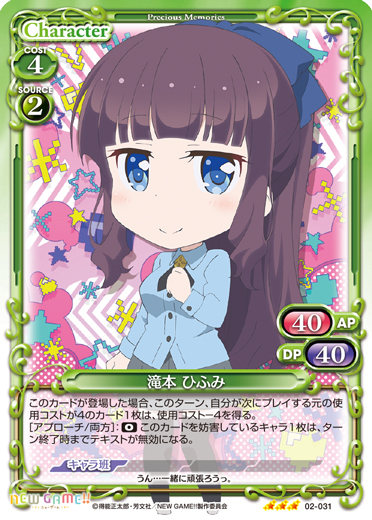 Precious Memories
Character
COST
4
SOURCE
2
40 AP
DP 40
滝本 ひふみ
このカードが登場した場合、このターン、自分が次にプレイする元の使
用コストが4のカード1枚は、使用コスト－4を得る。
[アプローチ/両方]:0 このカードを妨害しているキャラ1枚は、ター
ン終了時までテキストが無効になる。
キャラ班
うん…一緒に頑張ろうっ。
NEW GAME!!
©得能正太郎・芳文社／NEW GAME!!製作委員会
★★★ 02-031